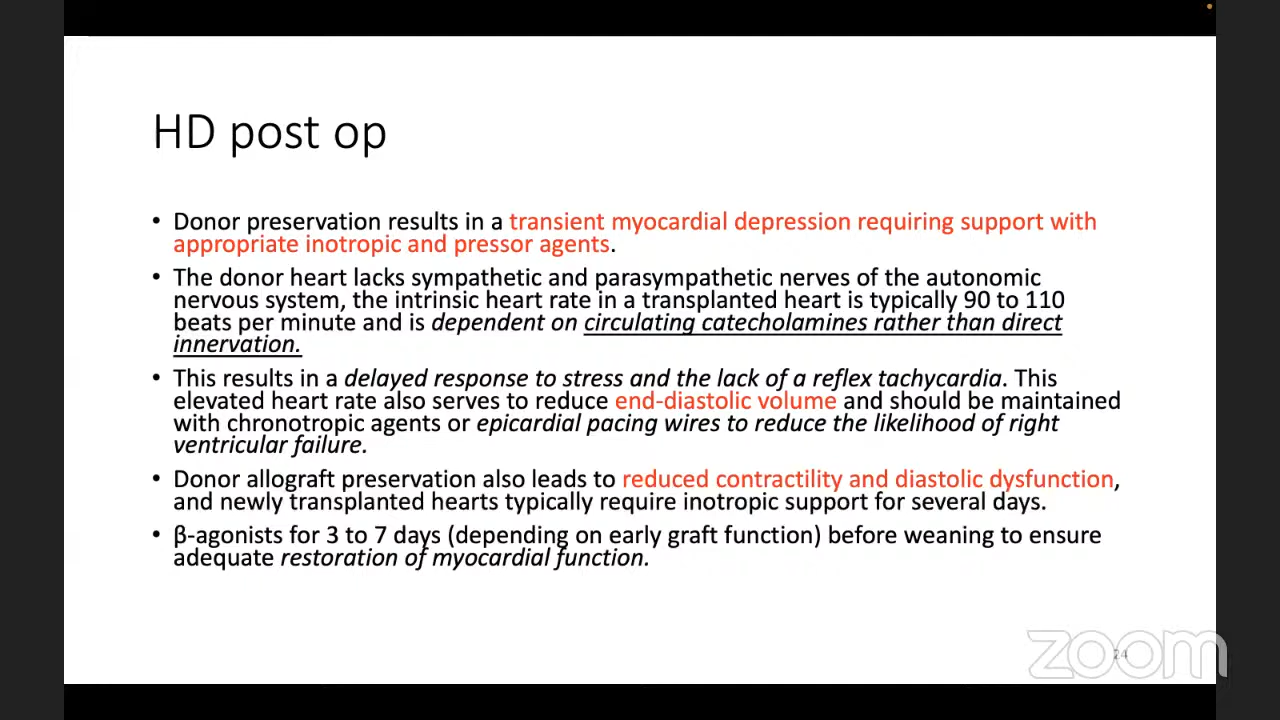 HD post op
• Donor preservation results in a transient myocardial depression requiring support with
appropriate inotropic and pressor agents.
• The donor heart lacks sympathetic and parasympathetic nerves of the autonomic
nervous system, the intrinsic heart rate in a transplanted heart is typically 90 to 110
beats per minute and is dependent on circulating catecholamines rather than direct
innervation.
• This results in a delayed response to stress and the lack of a reflex tachycardia. This
elevated heart rate also serves to reduce end-diastolic volume and should be maintained
with chronotropic agents or epicardial pacing wires to reduce the likelihood of right
ventricular failure.
• Donor allograft preservation also leads to reduced contractility and diastolic dysfunction,
and newly transplanted hearts typically require inotropic support for several days.
• β-agonists for 3 to 7 days (depending on early graft function) before weaning to ensure
adequate restoration of myocardial function.
24
zoom